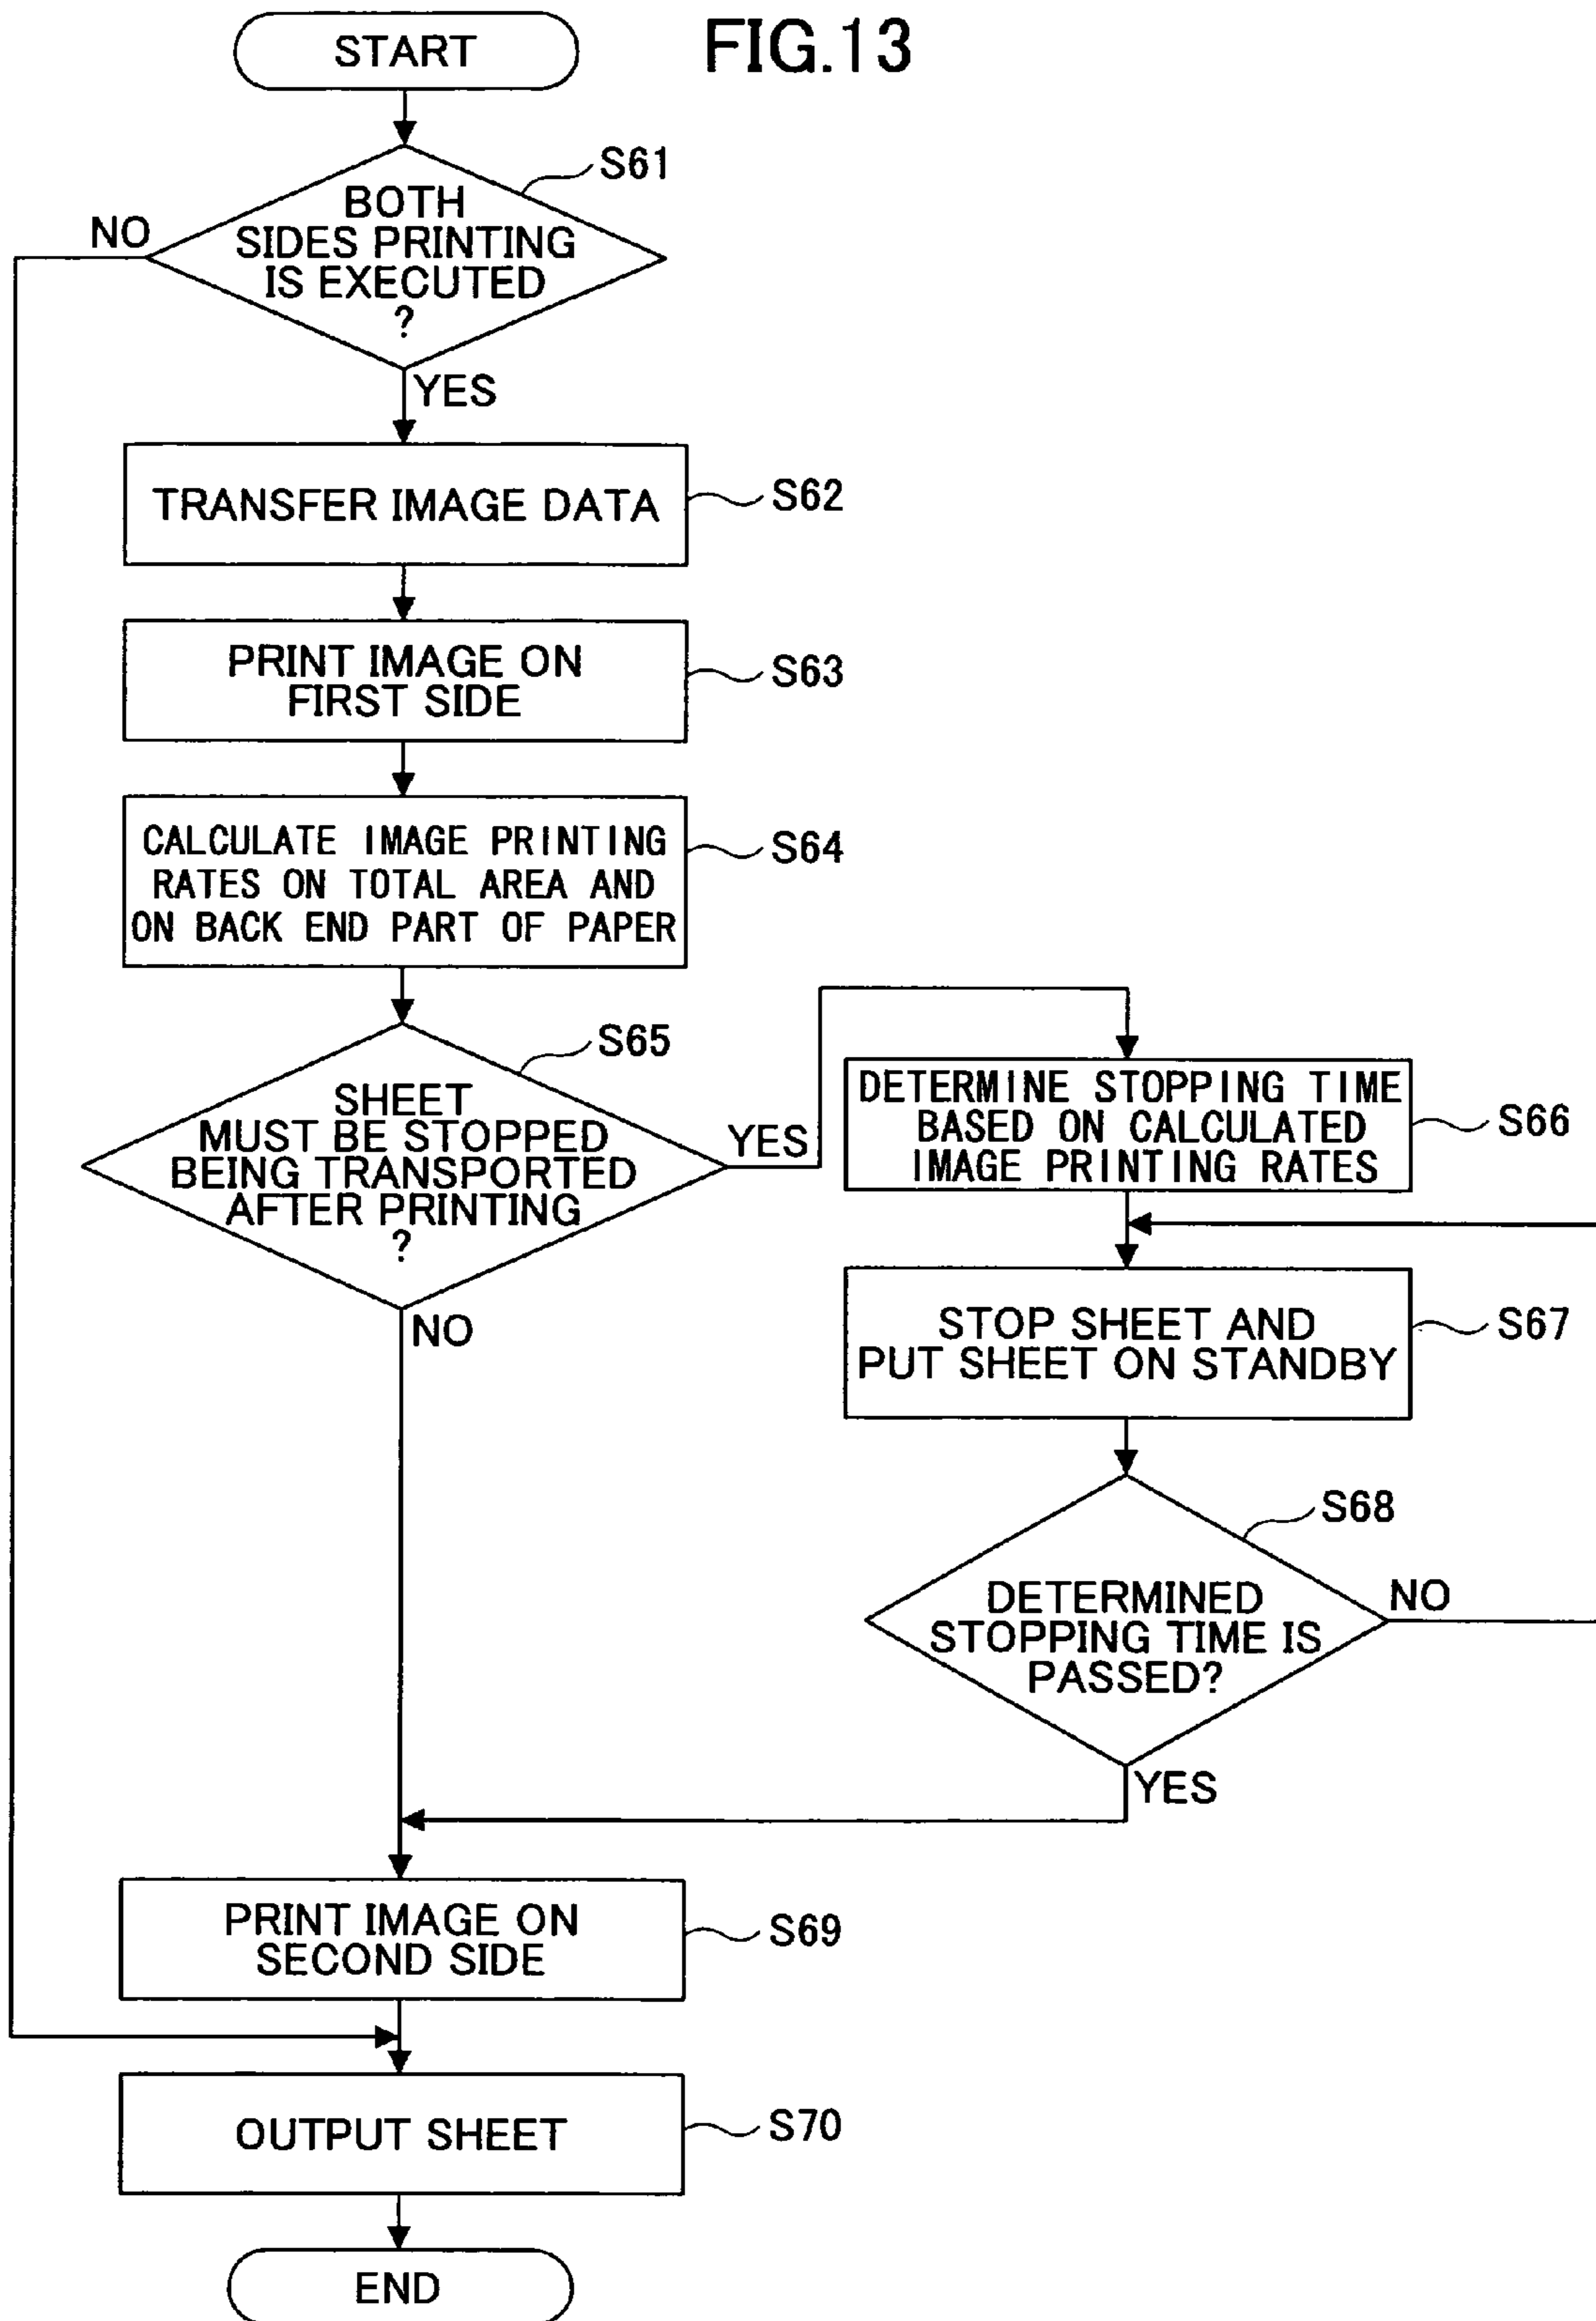 FIG.13
START
S61
BOTH
SIDES PRINTING
IS EXECUTED
?
NO
YES
TRANSFER IMAGE DATA
S62
PRINT IMAGE ON
FIRST SIDE
S63
CALCULATE IMAGE PRINTING
RATES ON TOTAL AREA AND
ON BACK END PART OF PAPER
S64
S65
SHEET
MUST BE STOPPED
BEING TRANSPORTED
AFTER PRINTING
?
YES
NO
DETERMINE STOPPING TIME
BASED ON CALCULATED
IMAGE PRINTING RATES
S66
STOP SHEET AND
PUT SHEET ON STANDBY
S67
S68
DETERMINED
STOPPING TIME IS
PASSED?
NO
YES
PRINT IMAGE ON
SECOND SIDE
S69
OUTPUT SHEET
S70
END